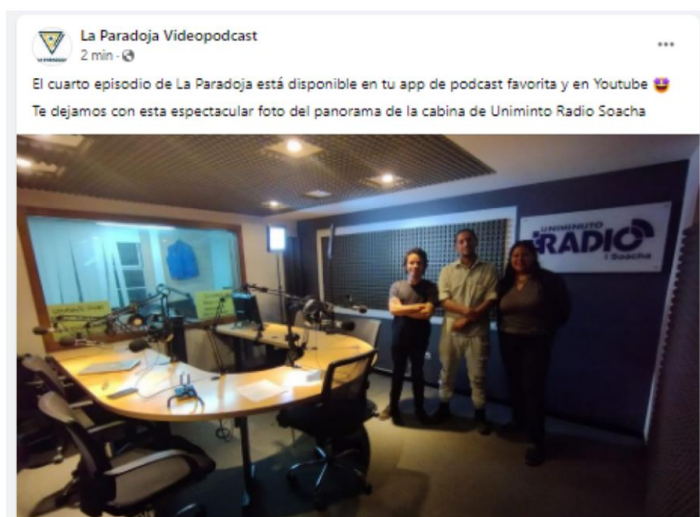 La Paradoja Videopodcast
2 min ·
El cuarto episodio de La Paradoja está disponible en tu app de podcast favorita y en Youtube 🤩
Te dejamos con esta espectacular foto del panorama de la cabina de Uniminto Radio Soacha
UNIMINUTO
RADIO
Soacha